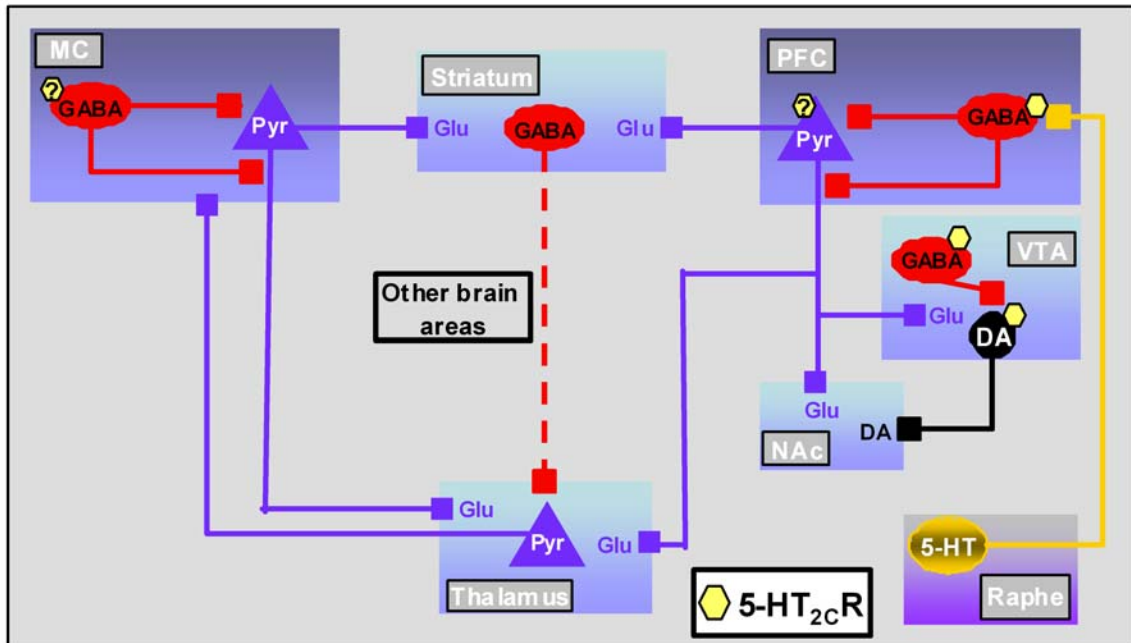 MC
?
GABA
Pyr
Striatum
Glu
GABA
Glu
PFC
?
Pyr
GABA
VTA
GABA
Glu
DA
Other brain
areas
Glu
DA
NAc
Glu
Pyr
Glu
Thalamus
5-HT
Raphe
5-HT₂CR